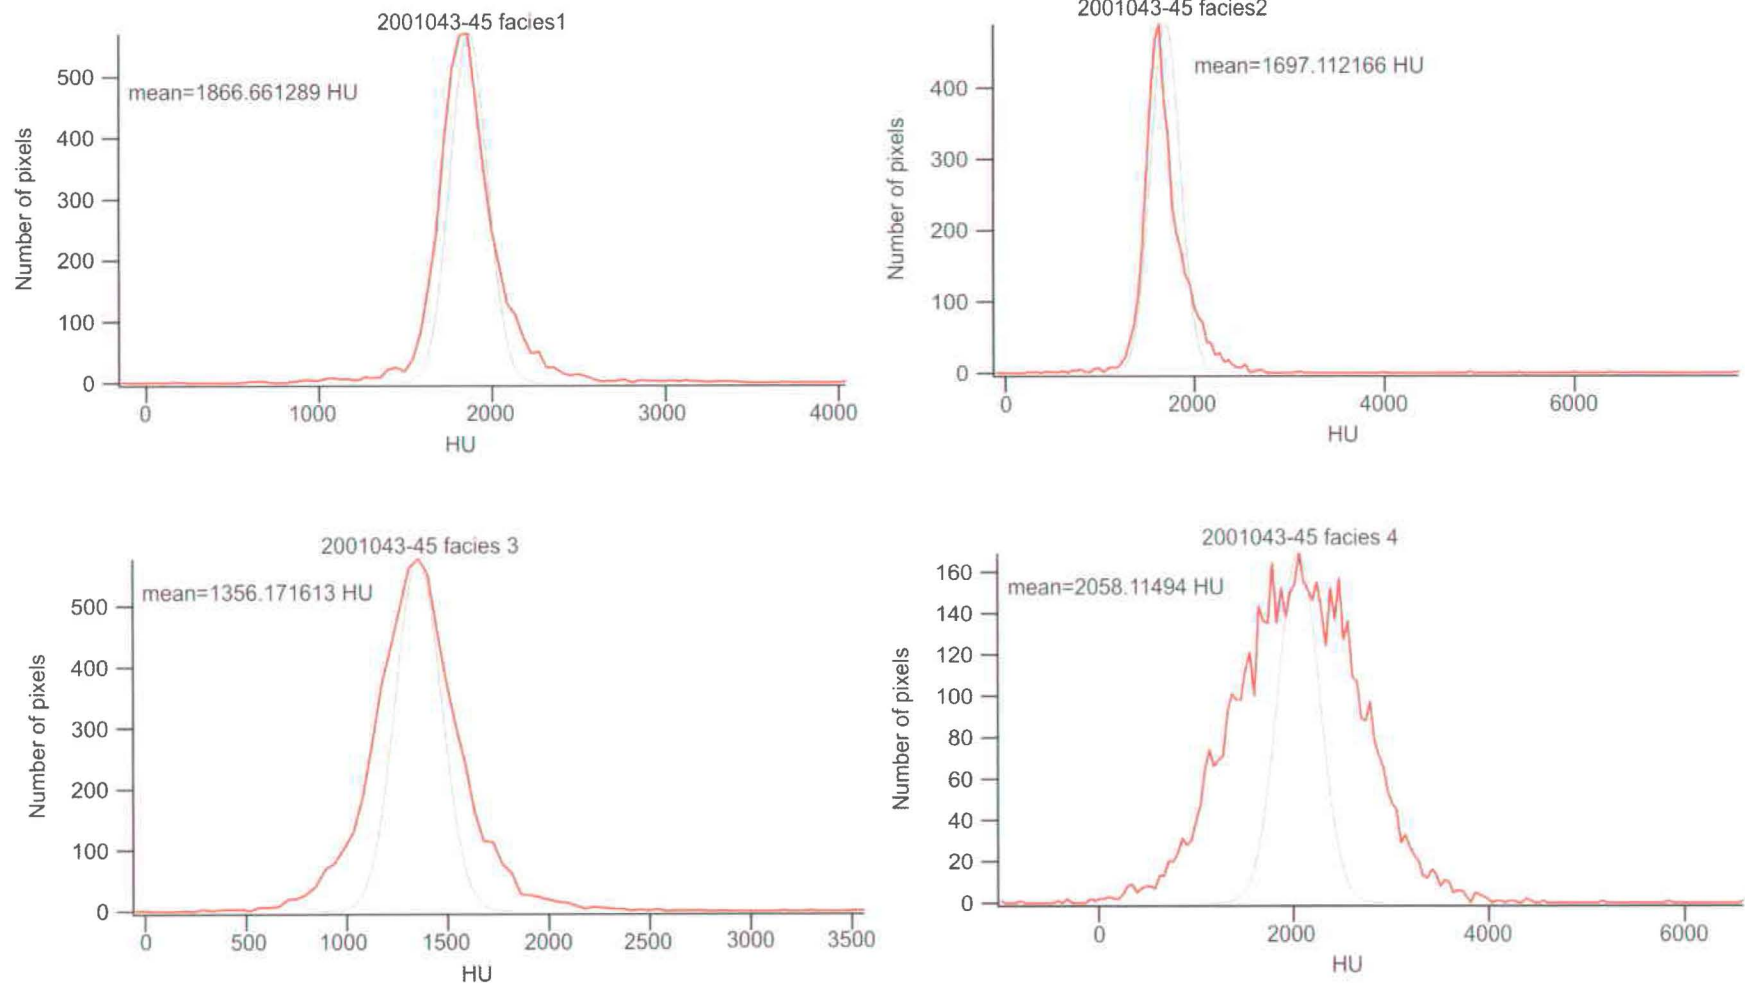 2001043-45 facies1
mean=1866.661289 HU
Number of pixels
500
400
300
200
100
0
0 1000 2000 3000 4000
HU
2001043-45 facies2
mean=1697.112166 HU
Number of pixels
400
300
200
100
0
0 2000 4000 6000
HU
2001043-45 facies 3
mean=1356.171613 HU
Number of pixels
500
400
300
200
100
0
0 500 1000 1500 2000 2500 3000 3500
HU
2001043-45 facies 4
mean=2058.11494 HU
Number of pixels
160
140
120
100
80
60
40
20
0
0 2000 4000 6000
HU